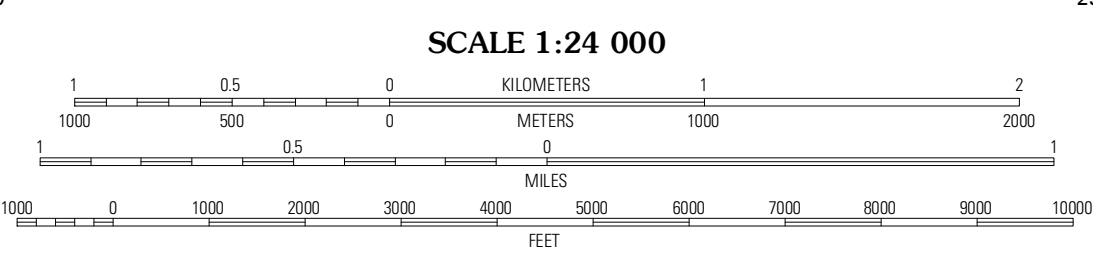 SCALE 1:24 000
1 0.5 0 KILOMETERS 1 2
1000 500 0 METERS 1000 2000
1 0.5 0 1
MILES
1000 0 1000 2000 3000 4000 5000 6000 7000 8000 9000 10000
FEET